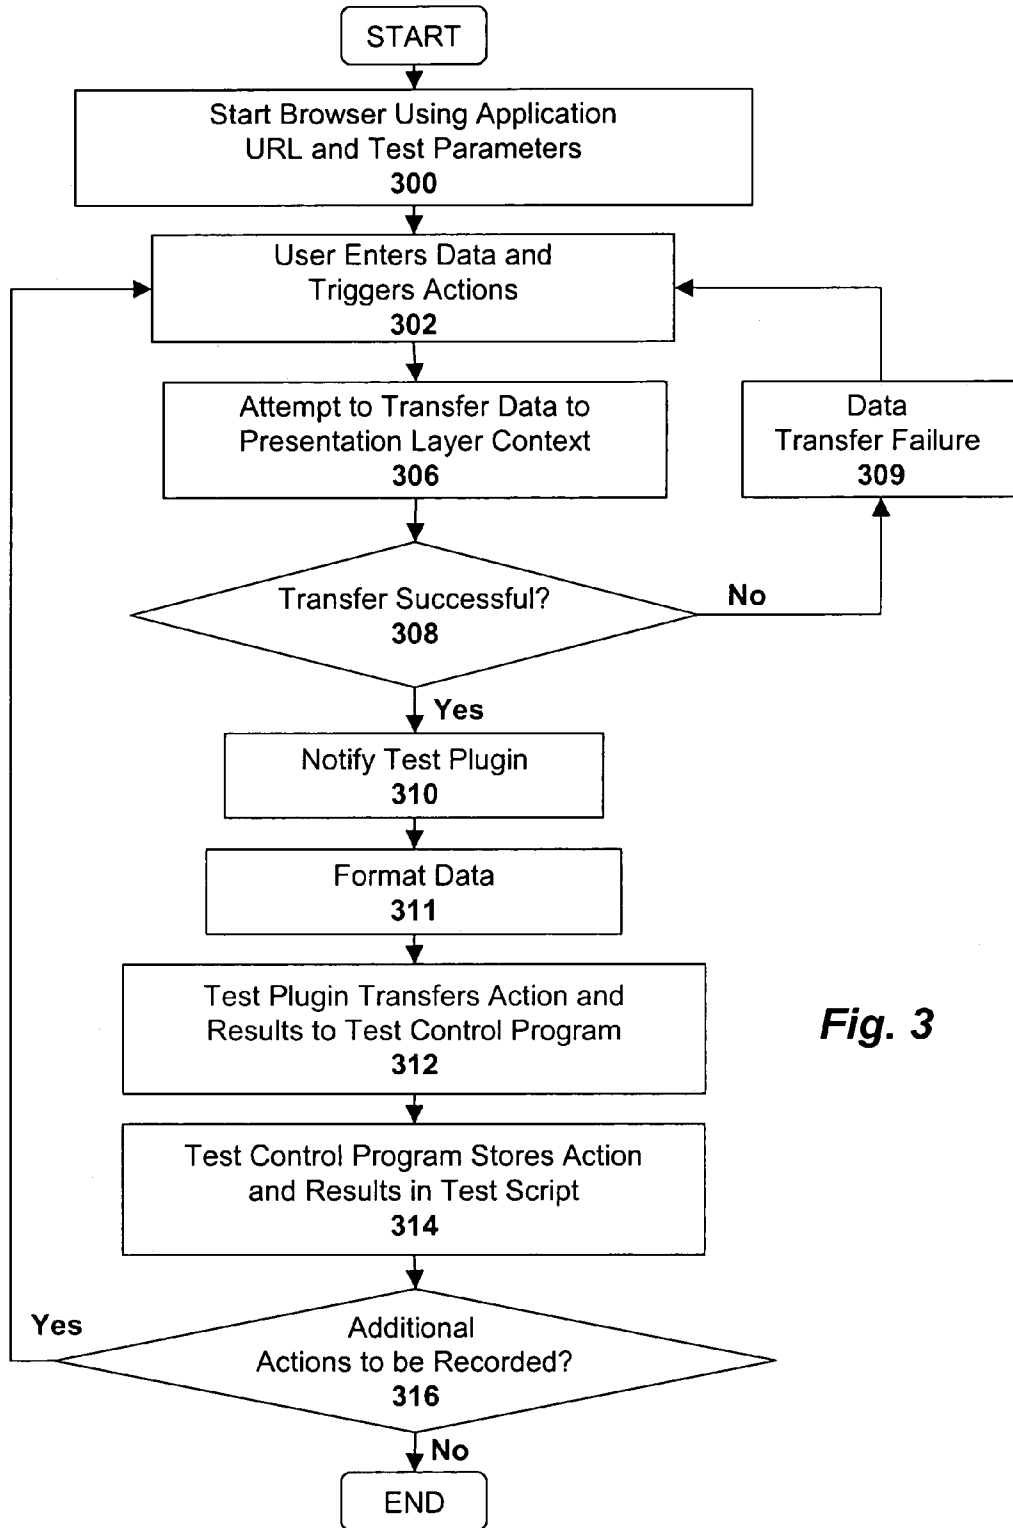 START
Start Browser Using Application
URL and Test Parameters
300
User Enters Data and
Triggers Actions
302
Attempt to Transfer Data to
Presentation Layer Context
306
Data
Transfer Failure
309
Transfer Successful?
308
No
Yes
Notify Test Plugin
310
Format Data
311
Test Plugin Transfers Action and
Results to Test Control Program
312
Fig. 3
Test Control Program Stores Action
and Results in Test Script
314
Yes
Additional
Actions to be Recorded?
316
No
END